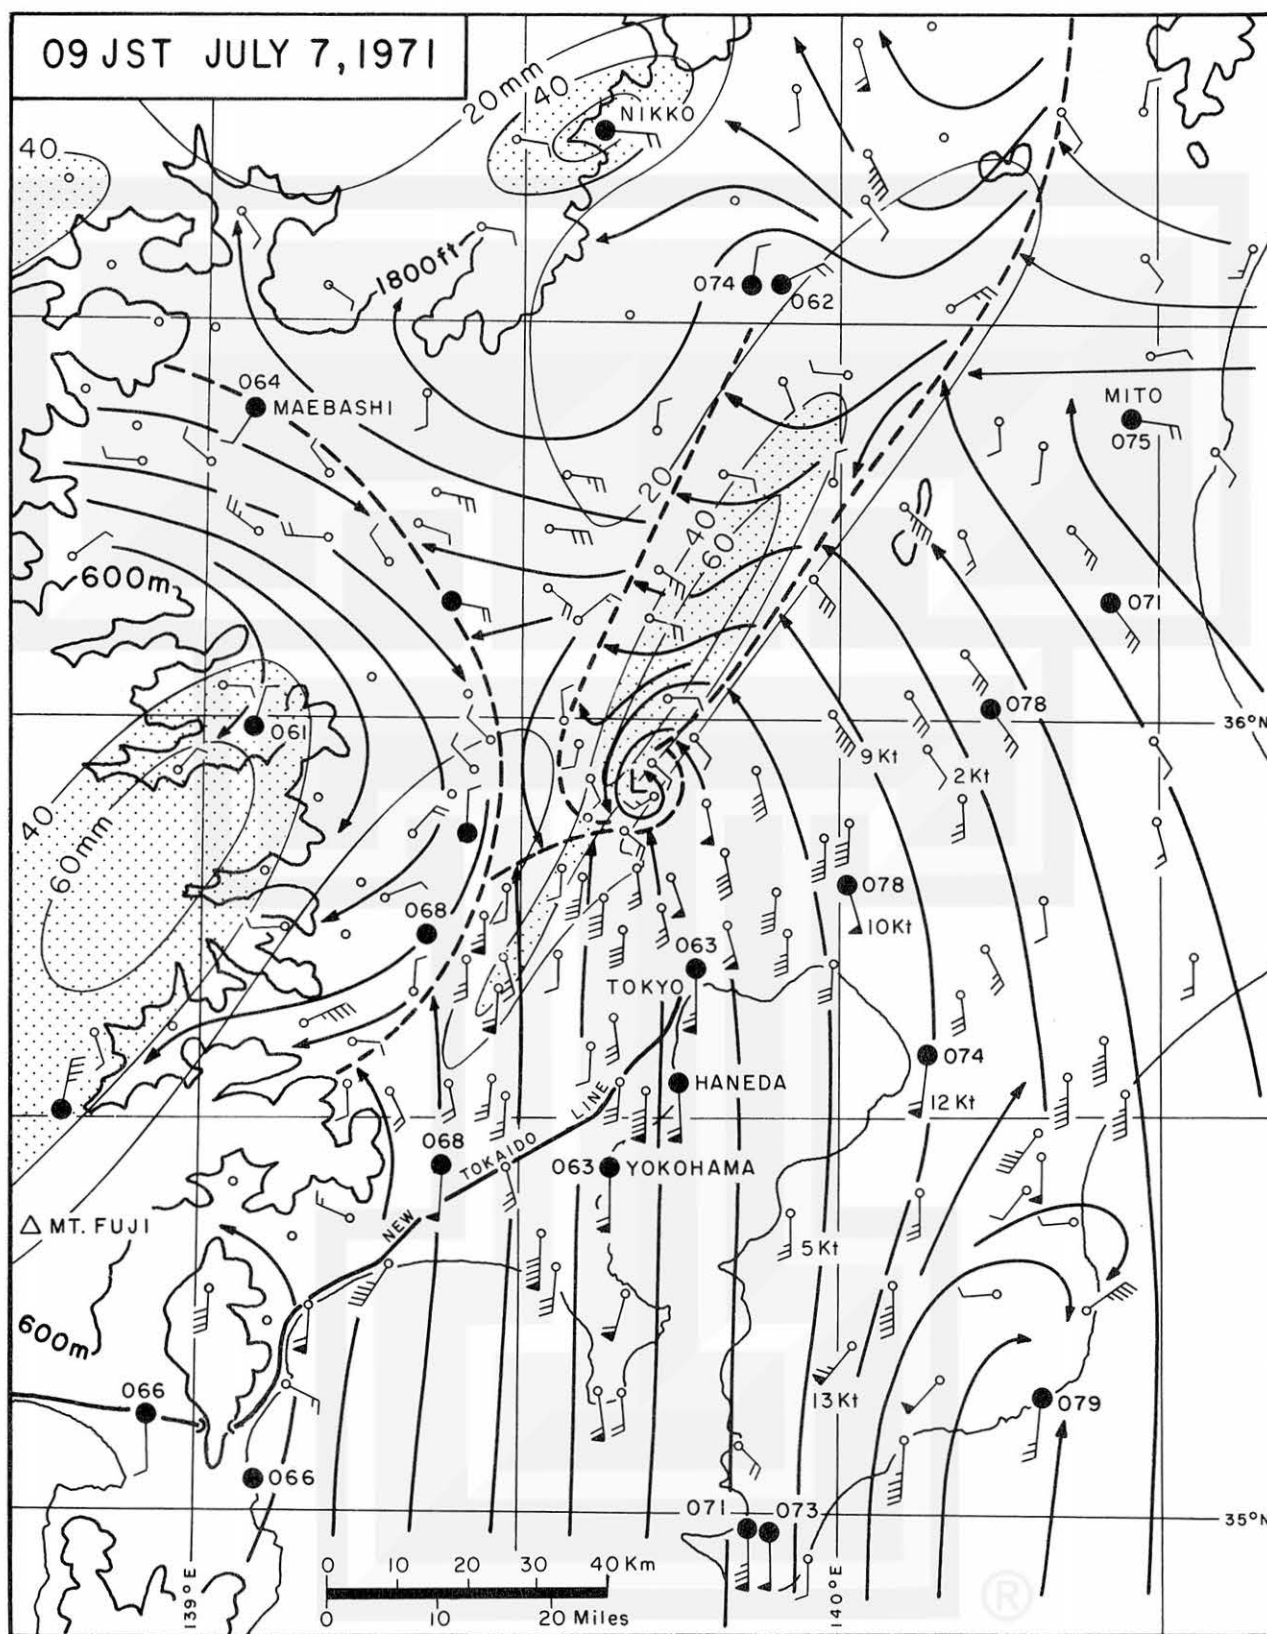 09 JST JULY 7, 1971
20mm
40
NIKKO
40
1800ft
074
062
064
MAEBASHI
MITO
075
20
40
60
600m
071
061
078
36°N
9 Kt
2 Kt
L
40
60mm
078
10Kt
068
063
TOKYO
074
HANEDA
12 Kt
LINE
068
TOKAIDO
063
YOKOHAMA
NEW
MT. FUJI
5 Kt
600m
13 Kt
066
079
066
071
073
35°N
0 10 20 30 40 Km
0 10 20 Miles
139°E
140°E
®